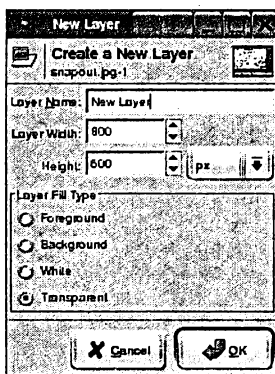 New Layer
Create a New Layer
snapout.jpg-1
Layer Name: New Layer
Layer Width: 800
Height: 600 px
Layer Fill Type
Foreground
Background
White
Transparent
Cancel OK